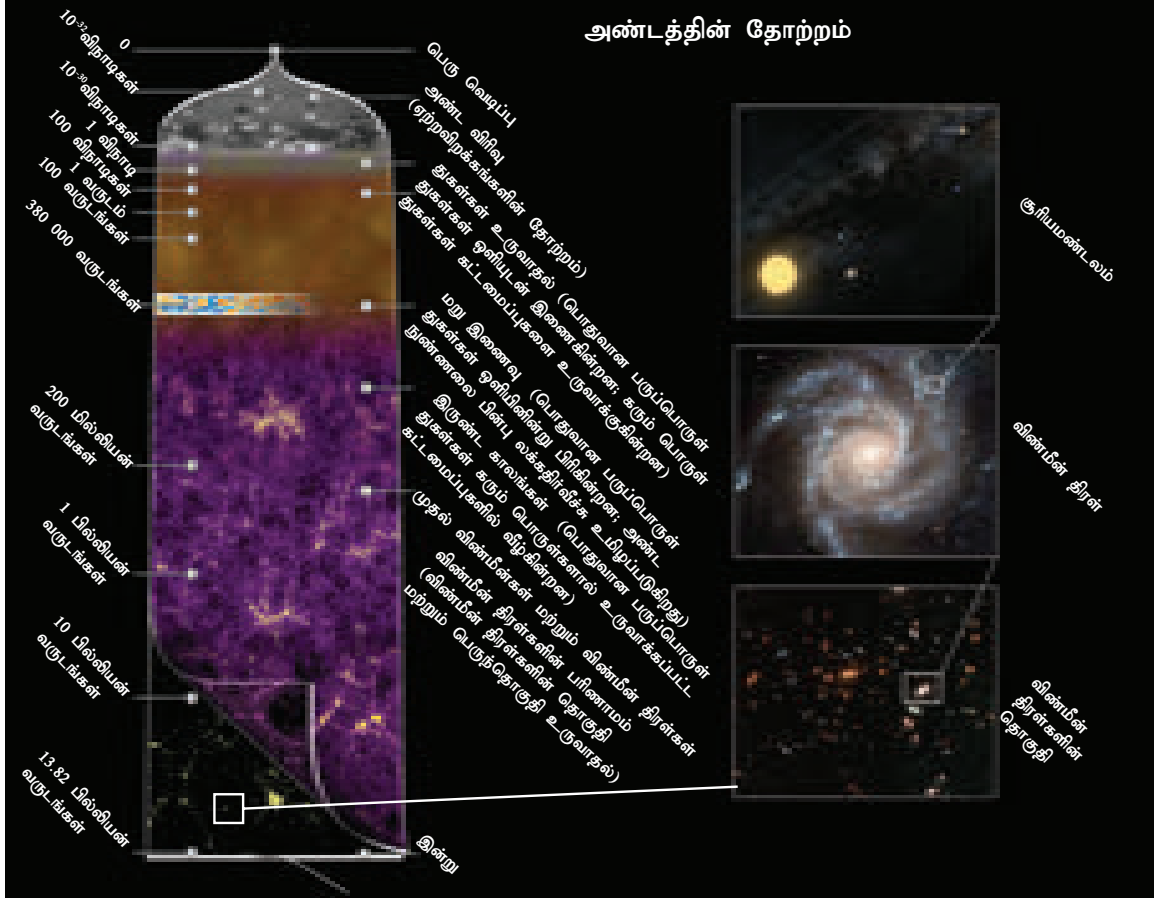 அண்டத்தின் தோற்றம்
0
10⁻³²விநாடிகள்
10⁻³⁰விநாடிகள்
1 விநாடி
100 விநாடிகள்
1 வருடம்
100 வருடங்கள்
380 000 வருடங்கள்
200 மில்லியன்
வருடங்கள்
1 பில்லியன்
வருடங்கள்
10 பில்லியன்
வருடங்கள்
13.82 பில்லியன்
வருடங்கள்
பெரு வெடிப்பு
அண்ட விரிவு
(ஏற்றவிறக்கங்களின் தோற்றம்)
துகள்கள் உருவாதல் (பொதுவான பருப்பொருள்
துகள்கள் ஒளியுடன் இணைகின்றன; கரும் பொருள்
துகள்கள் கட்டமைப்புகளை உருவாக்குகின்றன)
மறு இணைவு (பொதுவான பருப்பொருள்
துகள்கள் ஒளியினின்று பிரிகின்றன; அண்ட
நுண்ணலை பின்பு லக்கதிர்வீச்சு உமிழப்படுகிறது)
இருண்ட காலங்கள் (பொதுவான பருப்பொருள்
துகள்கள் கரும் பொருள்களால் உருவாக்கப்பட்ட
கட்டமைப்புகளில் வீழ்கின்றன)
முதல் விண்மீன்கள் மற்றும் விண்மீன் திரள்கள்
விண்மீன் திரள்களின் பரிணாமம்
(விண்மீன் திரள்களின் தொகுதி
மற்றும் பெருந்தொகுதி உருவாதல்)
இன்று
சூரியமண்டலம்
விண்மீன் திரள்
விண்மீன்
திரள்களின்
தொகுதி